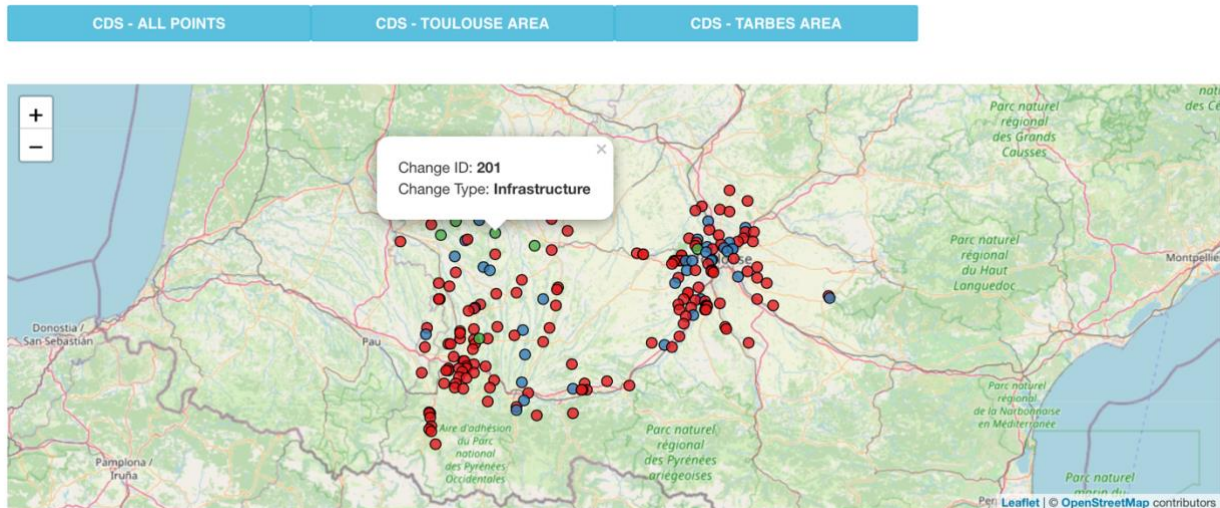 CDS - ALL POINTS
CDS - TOULOUSE AREA
CDS - TARBES AREA
+
−
×
Change ID: 201
Change Type: Infrastructure
Parc naturel
régional
des Grands
Causses
nati
des Cé
Parc naturel
régional
du Haut
Languedoc
Montpellier
Donostia /
San Sebastián
Pau
Aire d'adhésion
du Parc
national
des Pyrénées
Occidentales
Parc naturel
régional
des Pyrénées
ariégeoises
Parc naturel
régional
de la Narbonnaise
en Méditerranée
Pamplona /
Iruña
Parc naturel
Leaflet | © OpenStreetMap contributors